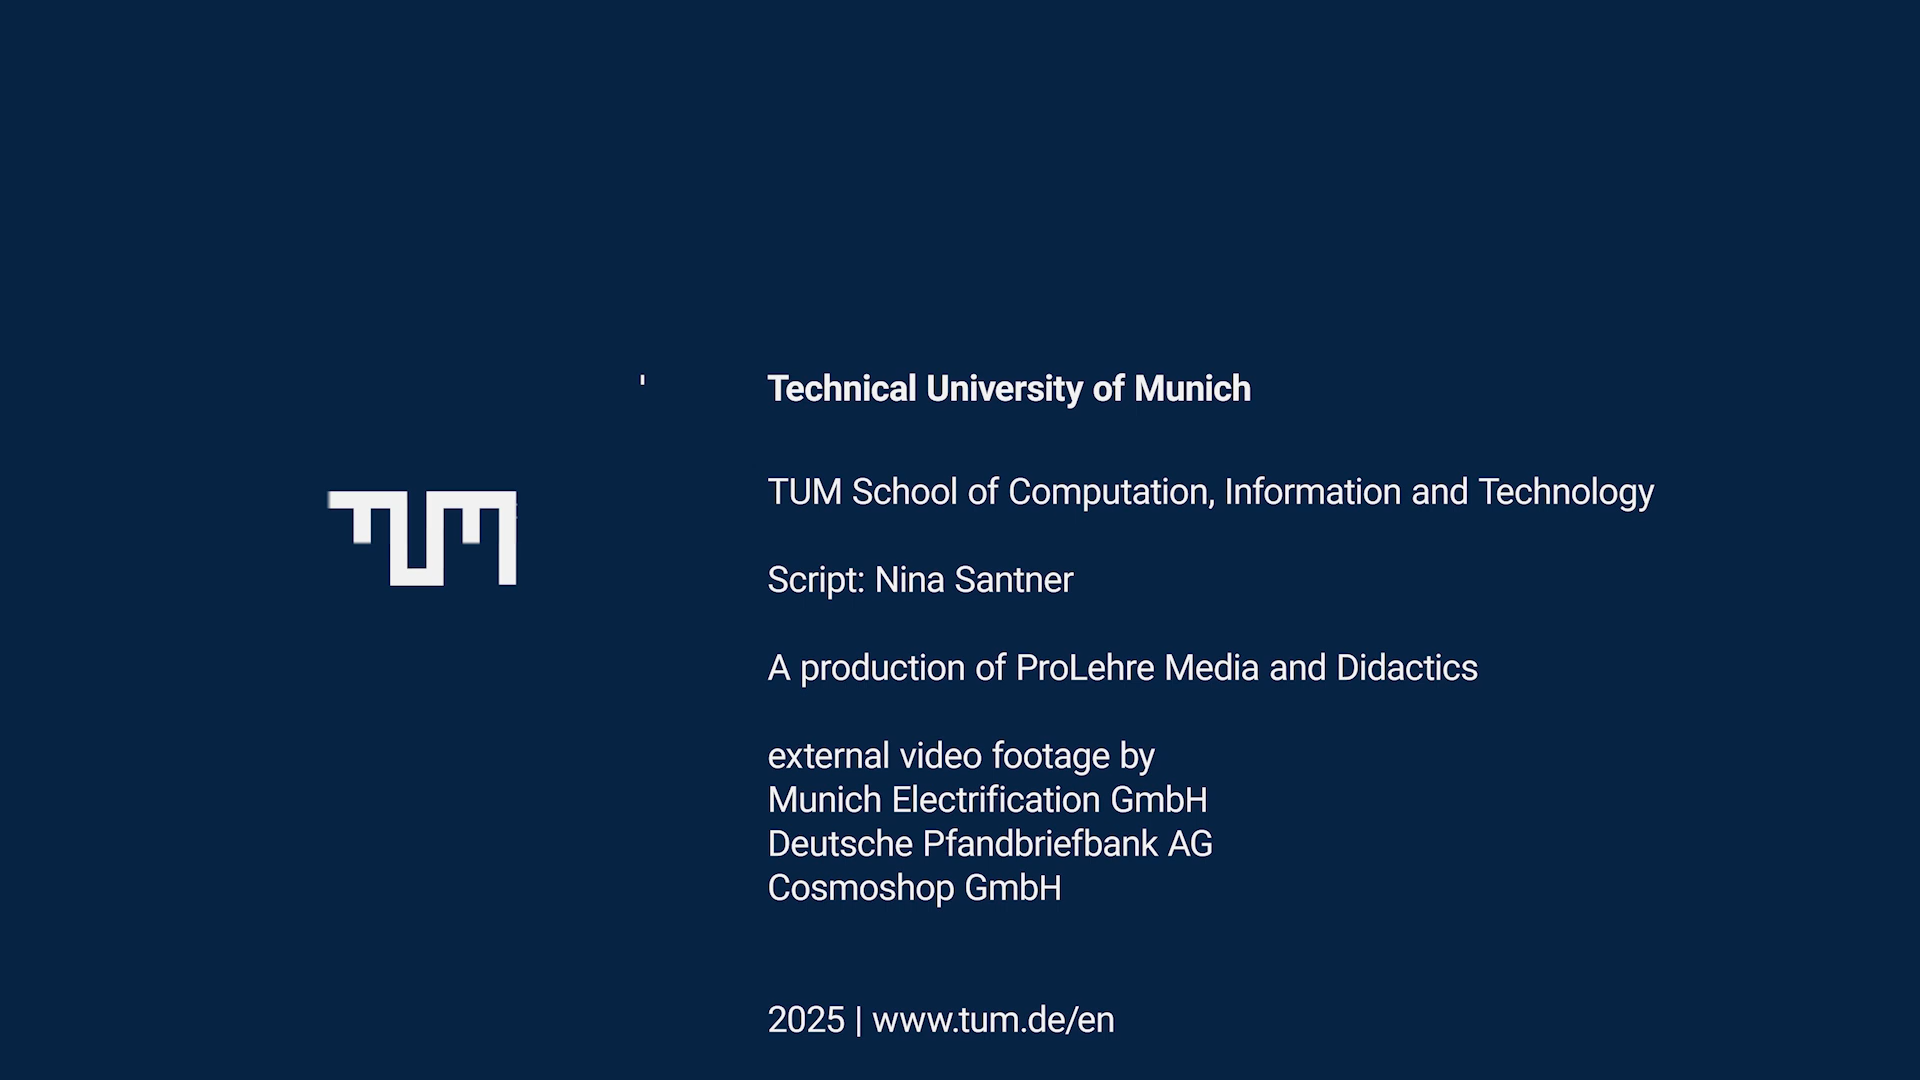 TUM
Technical University of Munich
TUM School of Computation, Information and Technology
Script: Nina Santner
A production of ProLehre Media and Didactics
external video footage by
Munich Electrification GmbH
Deutsche Pfandbriefbank AG
Cosmoshop GmbH
2025 | www.tum.de/en